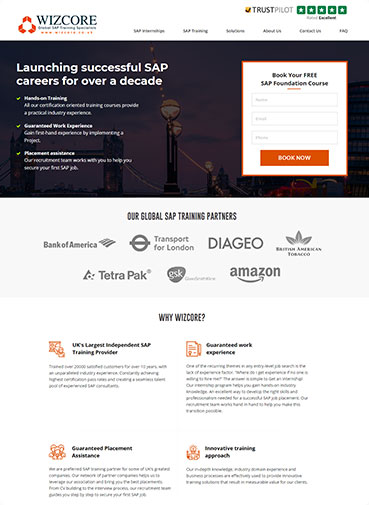 WIZCORE
Global SAP Training Specialists
www.wizcore.co.uk
TRUSTPILOT
Rated Excellent
SAP Internships
SAP Training
Solutions
About Us
Contact Us
FAQ
Launching successful SAP
careers for over a decade
Hands-on Training
All our certification oriented training courses provide
a practical industry experience.
Guaranteed Work Experience
Gain first-hand experience by implementing a
Project.
Placement assistance
Our recruitment team works with you to help you
secure your first SAP job.
Book Your FREE
SAP Foundation Course
Name
Email
Phone
BOOK NOW
OUR GLOBAL SAP TRAINING PARTNERS
Bank of America
Transport
for London
DIAGEO
BRITISH AMERICAN
TOBACCO
Tetra Pak
gsk
GlaxoSmithKline
amazon
WHY WIZCORE?
UK's Largest Independent SAP
Training Provider
Trained over 20000 satisfied customers for over 10 years, with
an unparalleled industry experience. Constantly achieving
highest certification pass rates and creating a seamless talent
pool of experienced SAP consultants.
Guaranteed work
experience
One of the recurring themes in any entry-level job search is the
lack of experience factor. "Where do I get experience if no one is
willing to hire me?" The answer is simple to Get an Internship!
Our internship program helps you gain hands-on industry
knowledge. An excellent way to develop the right skills and
professionalism needed for a successful SAP job placement. Our
recruitment team works hand in hand to help you make this
transition possible.
Guaranteed Placement
Assistance
We are preferred SAP training partner for some of UK's greatest
companies. Our network of partner companies helps us to
leverage our association and bring you the best placements.
From CV building to the interview process, our recruitment team
guides you step by step to secure your first SAP job.
Innovative training
approach
Our in-depth knowledge, industry domain experience and
business processes are effectively used to provide innovative
training solutions that result in measurable value for our clients.